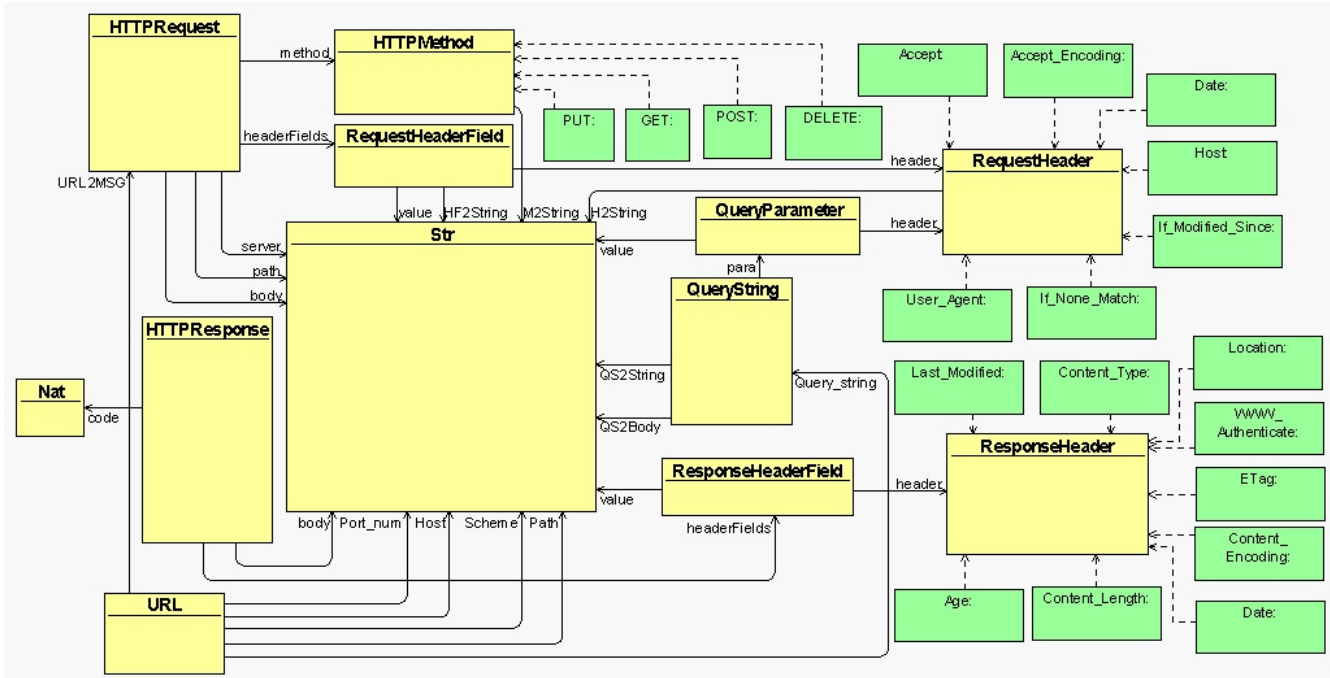 HTTPRequest
HTTPMethod
method
Accept:
Accept_Encoding:
Date:
PUT:
GET:
POST:
DELETE:
headerFields
RequestHeaderField
header
RequestHeader
Host:
URL2MSG
value
HF2String
M2String
H2String
QueryParameter
header
Str
value
If_Modified_Since:
server
path
para
body
QueryString
User_Agent:
If_None_Match:
HTTPResponse
Location:
QS2String
Query_string
Last_Modified:
Content_Type:
Nat
code
QS2Body
WWW_
Authenticate:
ResponseHeader
ResponseHeaderField
header
ETag:
value
body
Port_num
Host
Scheme
Path
headerFields
Content_
Encoding:
URL
Age:
Content_Length:
Date: